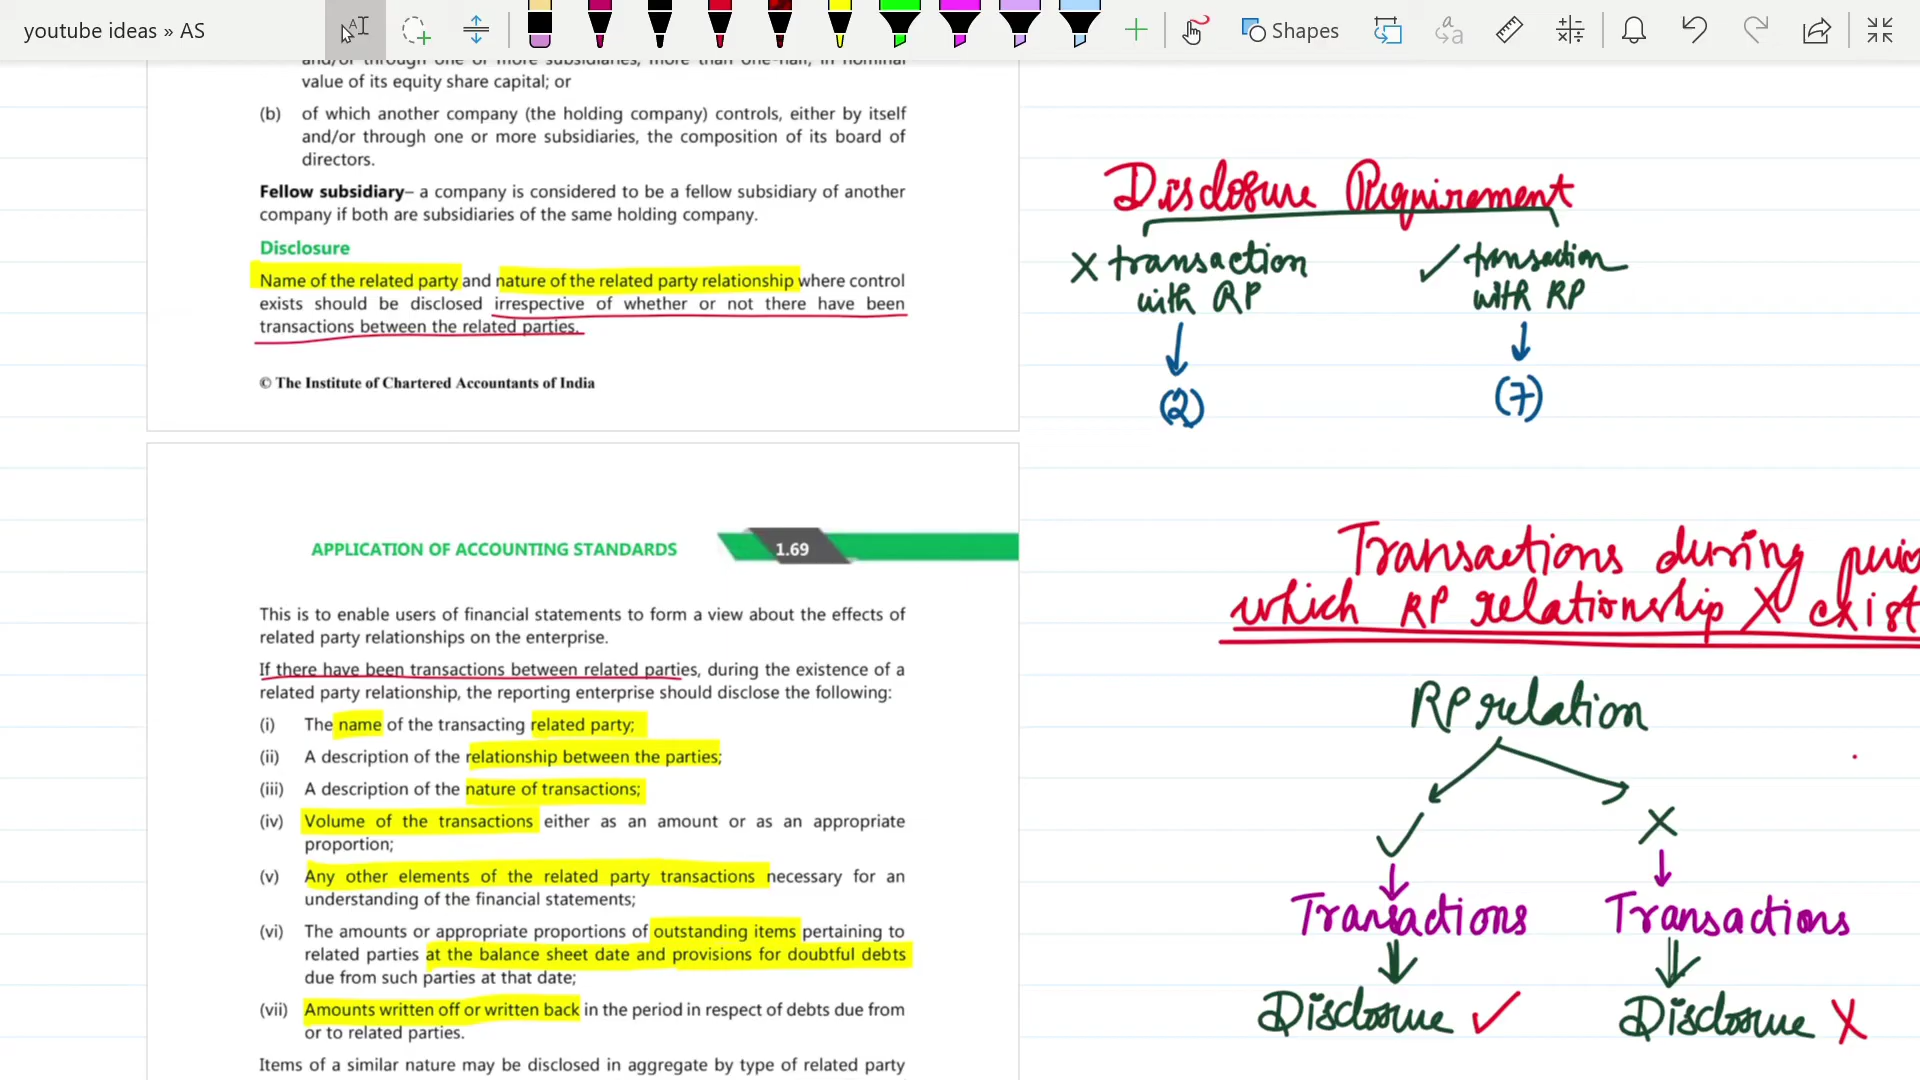 youtube ideas » AS
Shapes
and/or through one or more subsidiaries, more than one-half, in nominal
value of its equity share capital; or
(b) of which another company (the holding company) controls, either by itself
and/or through one or more subsidiaries, the composition of its board of
directors.
Fellow subsidiary– a company is considered to be a fellow subsidiary of another
company if both are subsidiaries of the same holding company.
Disclosure
Name of the related party and nature of the related party relationship where control
exists should be disclosed irrespective of whether or not there have been
transactions between the related parties.
© The Institute of Chartered Accountants of India
APPLICATION OF ACCOUNTING STANDARDS 1.69
This is to enable users of financial statements to form a view about the effects of
related party relationships on the enterprise.
If there have been transactions between related parties, during the existence of a
related party relationship, the reporting enterprise should disclose the following:
(i) The name of the transacting related party;
(ii) A description of the relationship between the parties;
(iii) A description of the nature of transactions;
(iv) Volume of the transactions either as an amount or as an appropriate
proportion;
(v) Any other elements of the related party transactions necessary for an
understanding of the financial statements;
(vi) The amounts or appropriate proportions of outstanding items pertaining to
related parties at the balance sheet date and provisions for doubtful debts
due from such parties at that date;
(vii) Amounts written off or written back in the period in respect of debts due from
or to related parties.
Items of a similar nature may be disclosed in aggregate by type of related party
Disclosure Requirement
X transaction ✓ transaction
with RP with RP
(2) (7)
Transactions during
which RP relationship X exist
RP relation
✓ X
Transactions Transactions
Disclosure ✓ Disclosure X